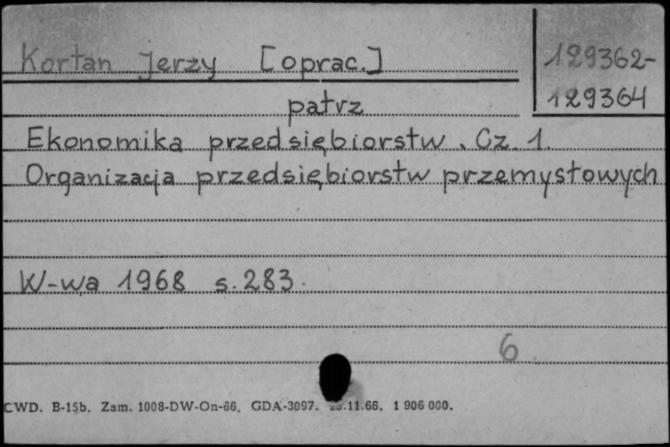 Kortan Jerzy [oprac.]
129362-
129364
patrz
Ekonomika przedsiębiorstw. Cz. 1.
Organizacja przedsiębiorstw przemysłowych
W-wa 1968 s. 283.
6
CWD. B-15b. Zam. 1008-DW-On-66. GDA-3097. .11.66. 1 906 000.